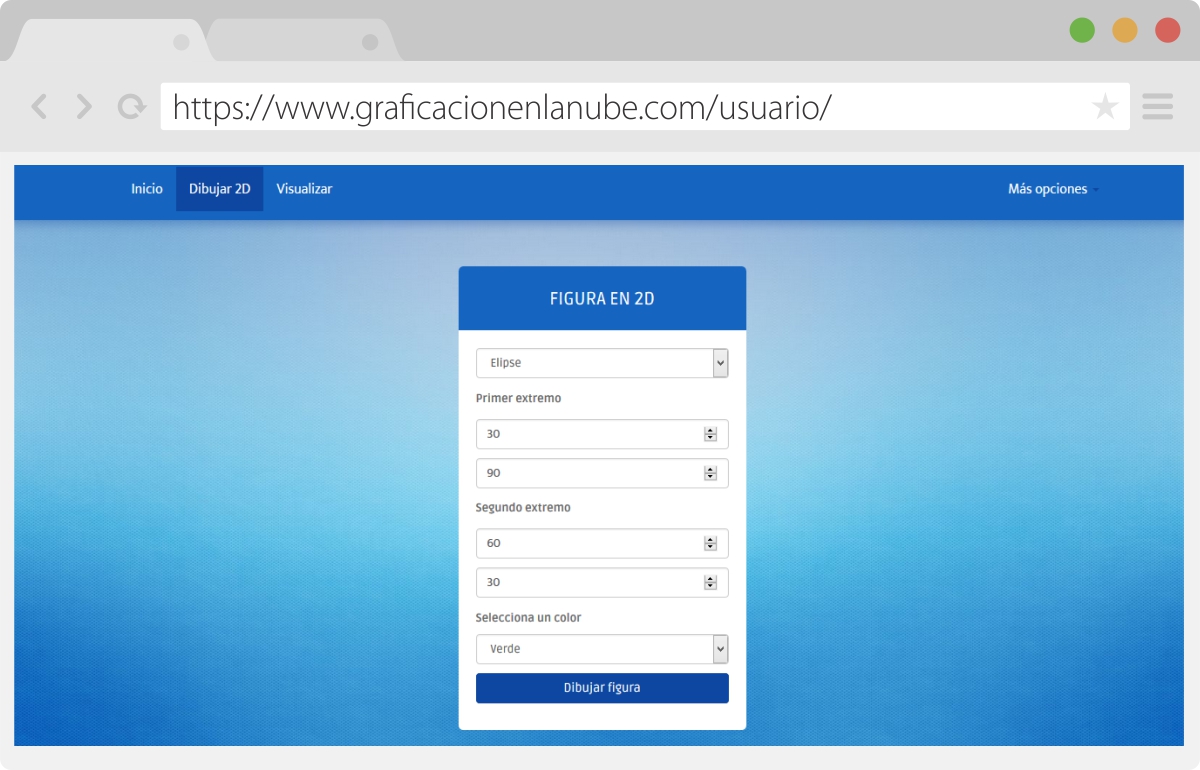 https://www.graficacionenlanube.com/usuario/
Inicio Dibujar 2D Visualizar Más opciones
FIGURA EN 2D
Elipse
Primer extremo
30
90
Segundo extremo
60
30
Selecciona un color
Verde
Dibujar figura